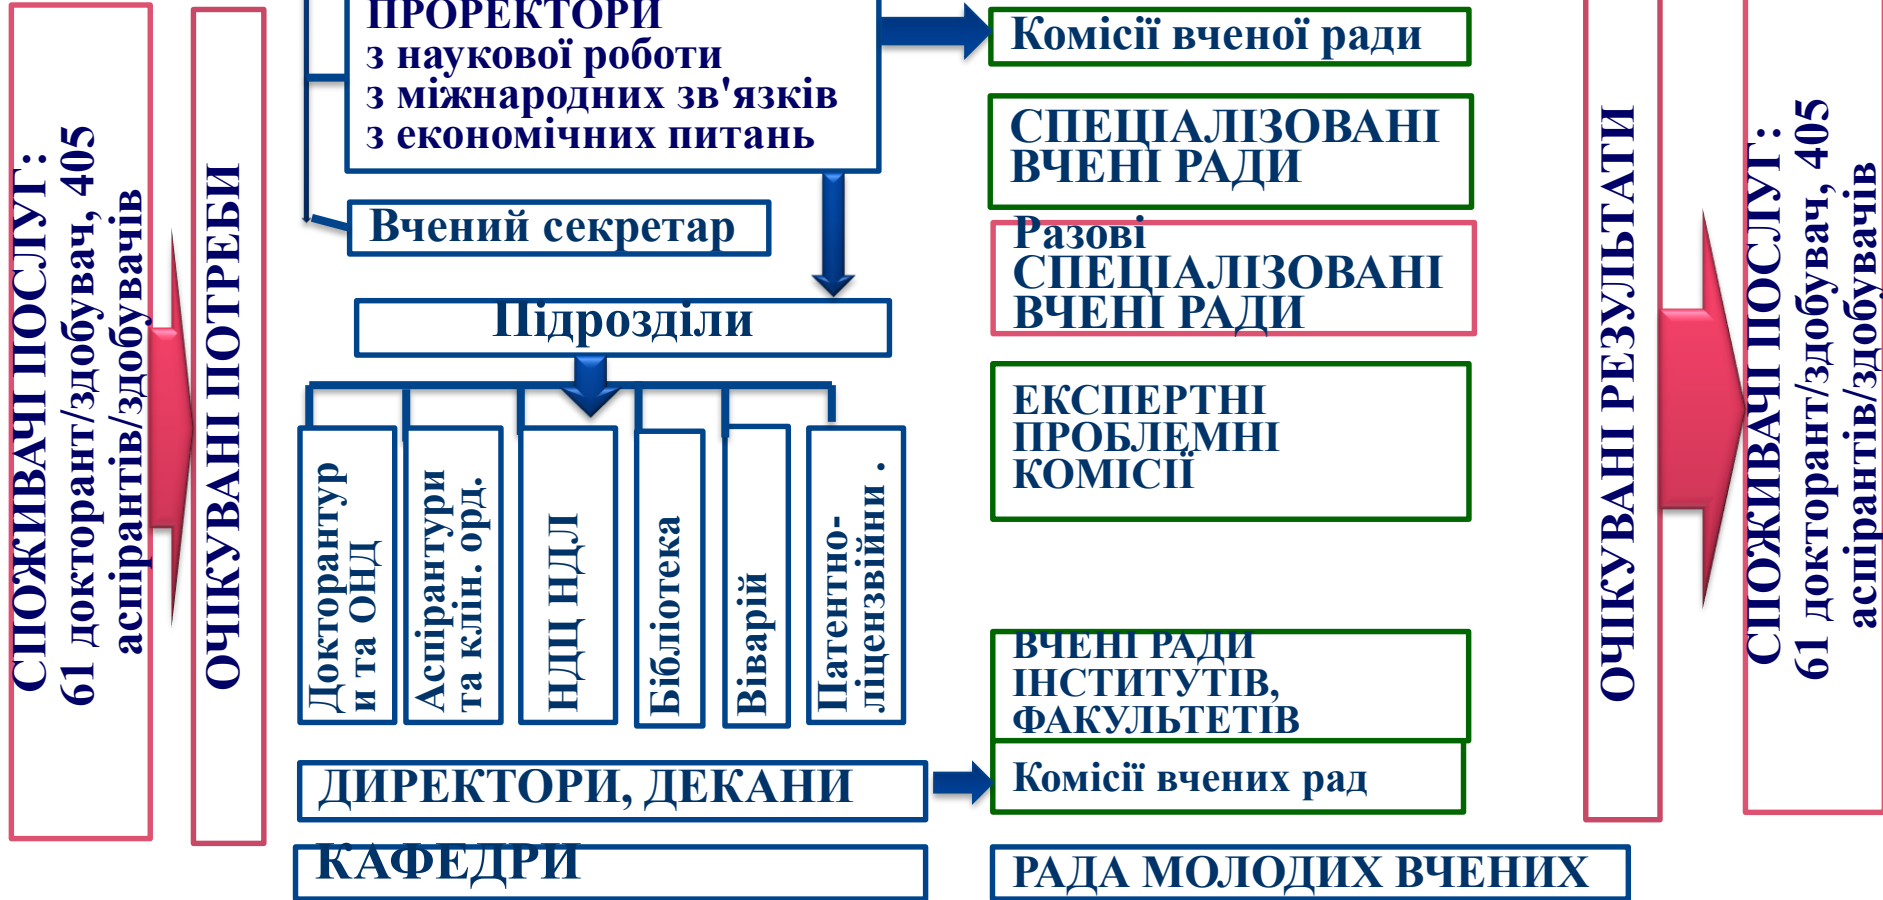 СПОЖИВАЧІ ПОСЛУГ:
61 докторант/здобувач, 405
аспірантів/здобувачів
ОЧІКУВАНІ ПОТРЕБИ
ПРОРЕКТОРИ
з наукової роботи
з міжнародних зв'язків
з економічних питань
Вчений секретар
Підрозділи
Докторантур
и та ОНД
Аспірантури
та клін. орд.
НДЦ НДЛ
Бібліотека
Віварій
Патентно-
ліцензвійни .
ДИРЕКТОРИ, ДЕКАНИ
КАФЕДРИ
Комісії вченої ради
СПЕЦІАЛІЗОВАНІ
ВЧЕНІ РАДИ
Разові
СПЕЦІАЛІЗОВАНІ
ВЧЕНІ РАДИ
ЕКСПЕРТНІ
ПРОБЛЕМНІ
КОМІСІЇ
ВЧЕНІ РАДИ
ІНСТИТУТІВ,
ФАКУЛЬТЕТІВ
Комісії вчених рад
РАДА МОЛОДИХ ВЧЕНИХ
ОЧІКУВАНІ РЕЗУЛЬТАТИ
СПОЖИВАЧІ ПОСЛУГ:
61 докторант/здобувач, 405
аспірантів/здобувачів